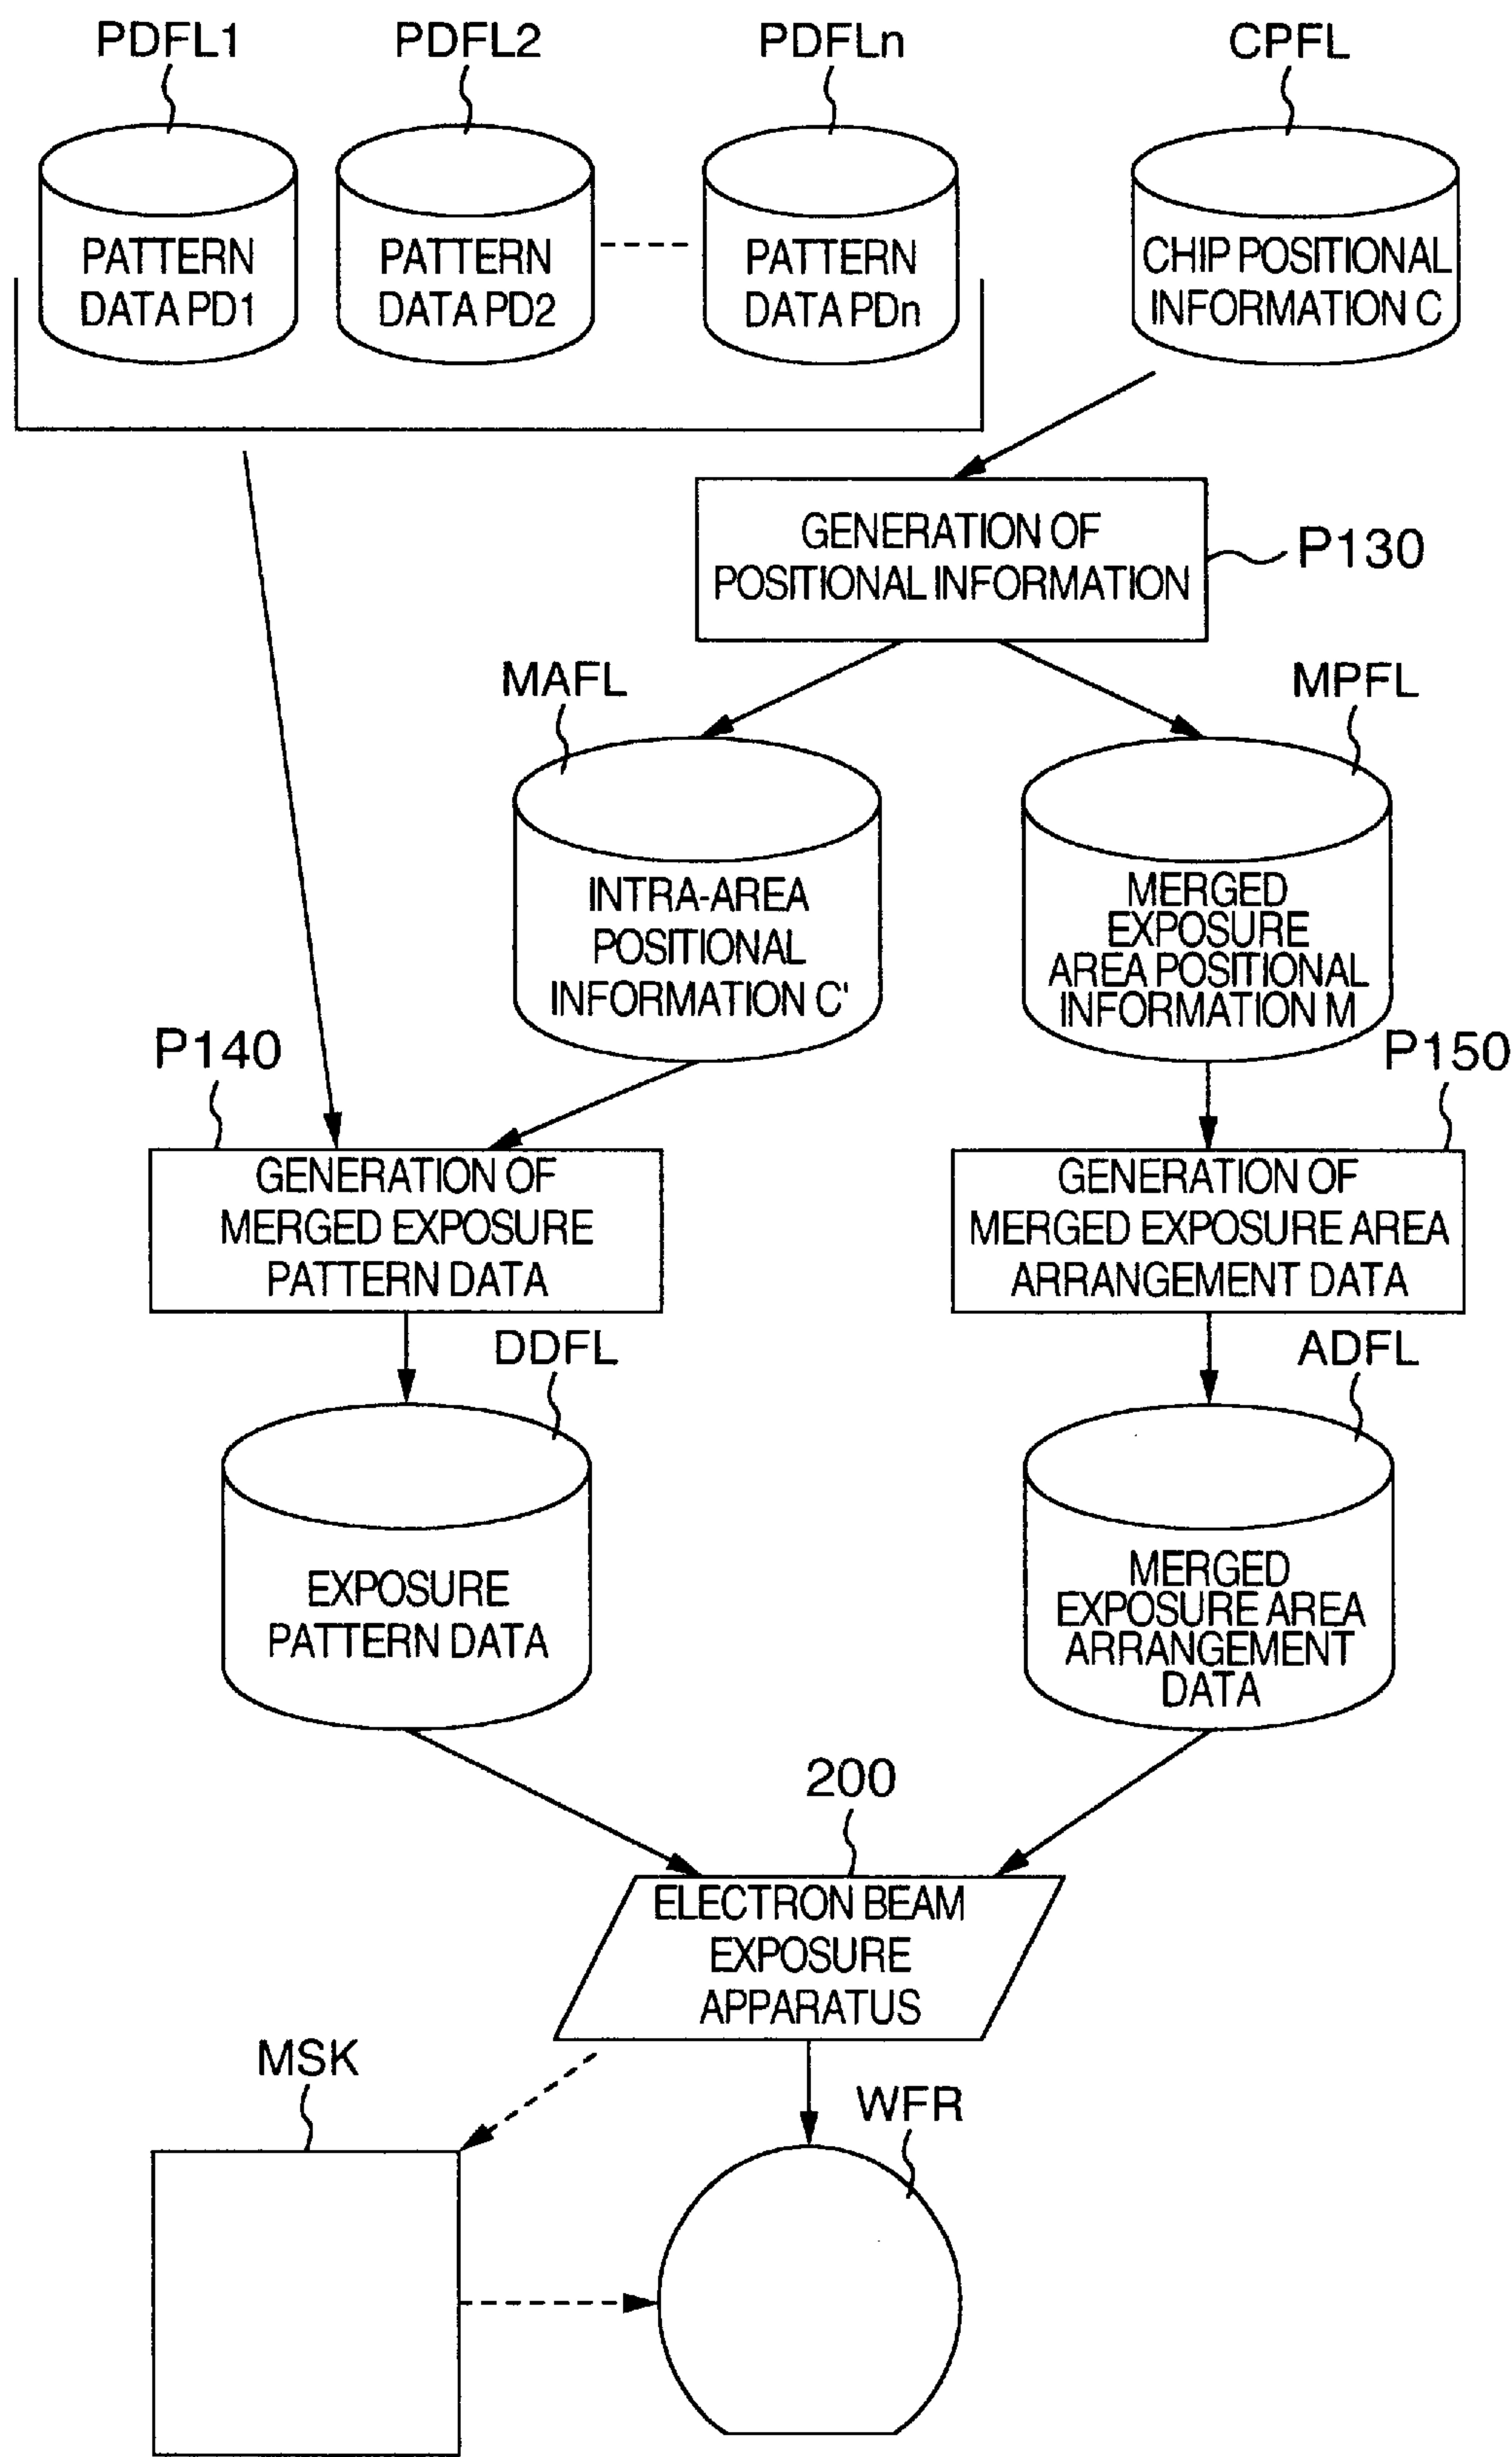 PDFL1
PDFL2
PDFLn
CPFL
PATTERN
DATA PD1
PATTERN
DATA PD2
PATTERN
DATA PDn
CHIP POSITIONAL
INFORMATION C
GENERATION OF
POSITIONAL INFORMATION
P130
MAFL
MPFL
INTRA-AREA
POSITIONAL
INFORMATION C'
MERGED
EXPOSURE
AREA POSITIONAL
INFORMATION M
P140
P150
GENERATION OF
MERGED EXPOSURE
PATTERN DATA
GENERATION OF
MERGED EXPOSURE AREA
ARRANGEMENT DATA
DDFL
ADFL
EXPOSURE
PATTERN DATA
MERGED
EXPOSURE AREA
ARRANGEMENT
DATA
200
ELECTRON BEAM
EXPOSURE
APPARATUS
MSK
WFR